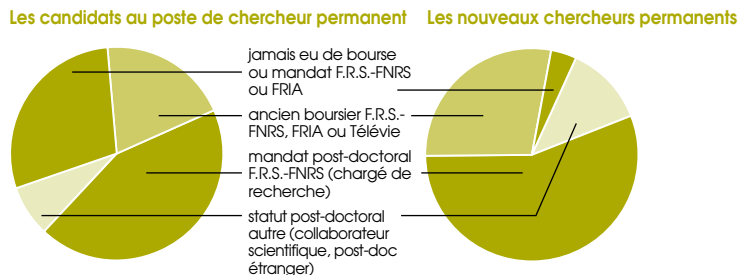 Les candidats au poste de chercheur permanent
Les nouveaux chercheurs permanents
jamais eu de bourse
ou mandat F.R.S.-FNRS
ou FRIA
ancien boursier F.R.S.-
FNRS, FRIA ou Télévie
mandat post-doctoral
F.R.S.-FNRS (chargé de
recherche)
statut post-doctoral
autre (collaborateur
scientifique, post-doc
étranger)